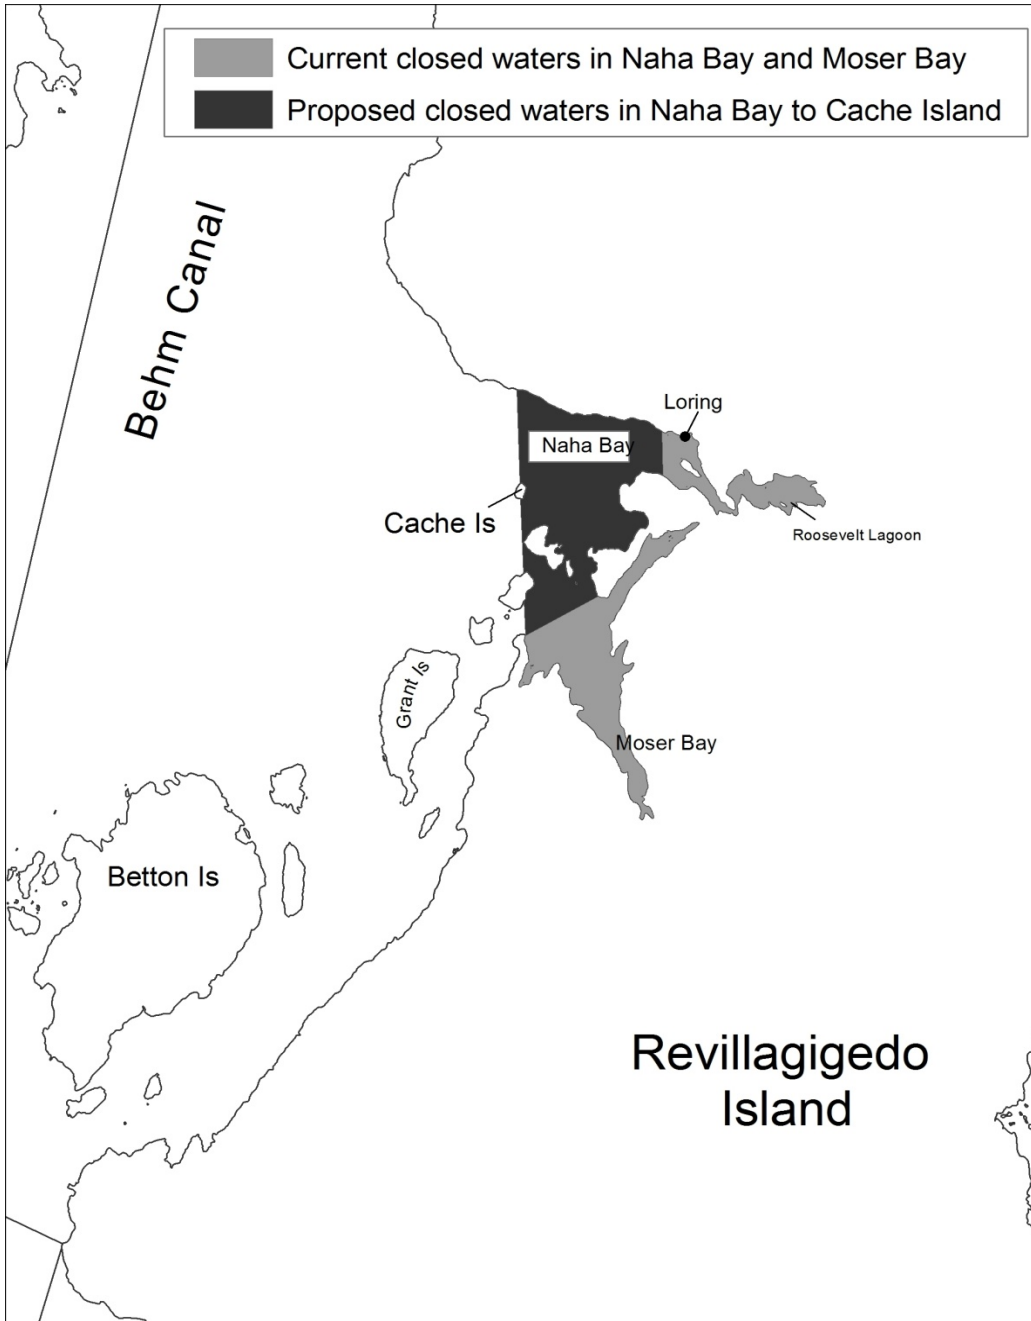 Current closed waters in Naha Bay and Moser Bay
Proposed closed waters in Naha Bay to Cache Island
Behm Canal
Loring
Naha Bay
Cache Is
Roosevelt Lagoon
Grant Is
Moser Bay
Betton Is
Revillagigedo
Island